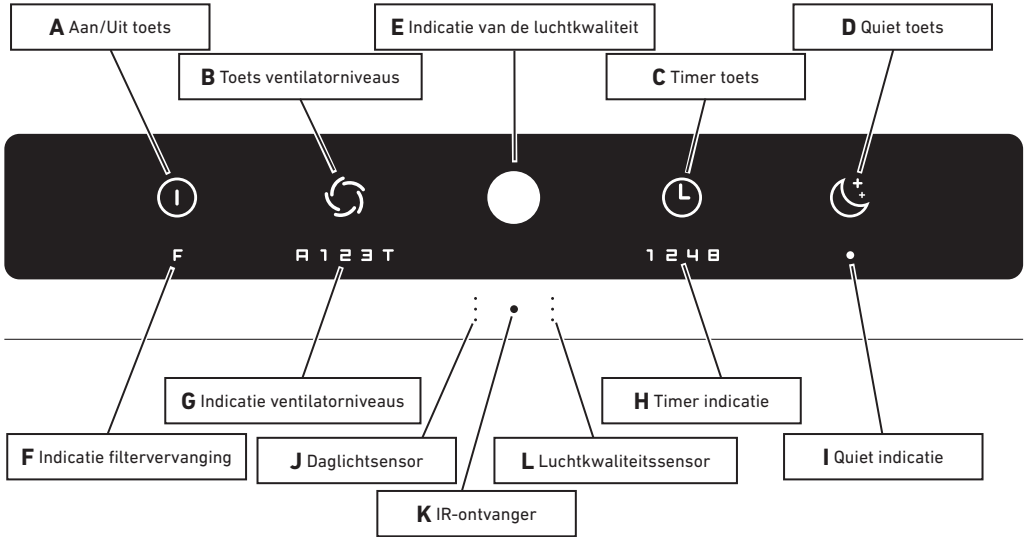 A Aan/Uit toets
E Indicatie van de luchtkwaliteit
D Quiet toets
B Toets ventilatorniveaus
C Timer toets
F
A 1 2 3 T
1 2 4 8
G Indicatie ventilatorniveaus
H Timer indicatie
F Indicatie filtervervanging
J Daglichtsensor
L Luchtkwaliteitssensor
I Quiet indicatie
K IR-ontvanger